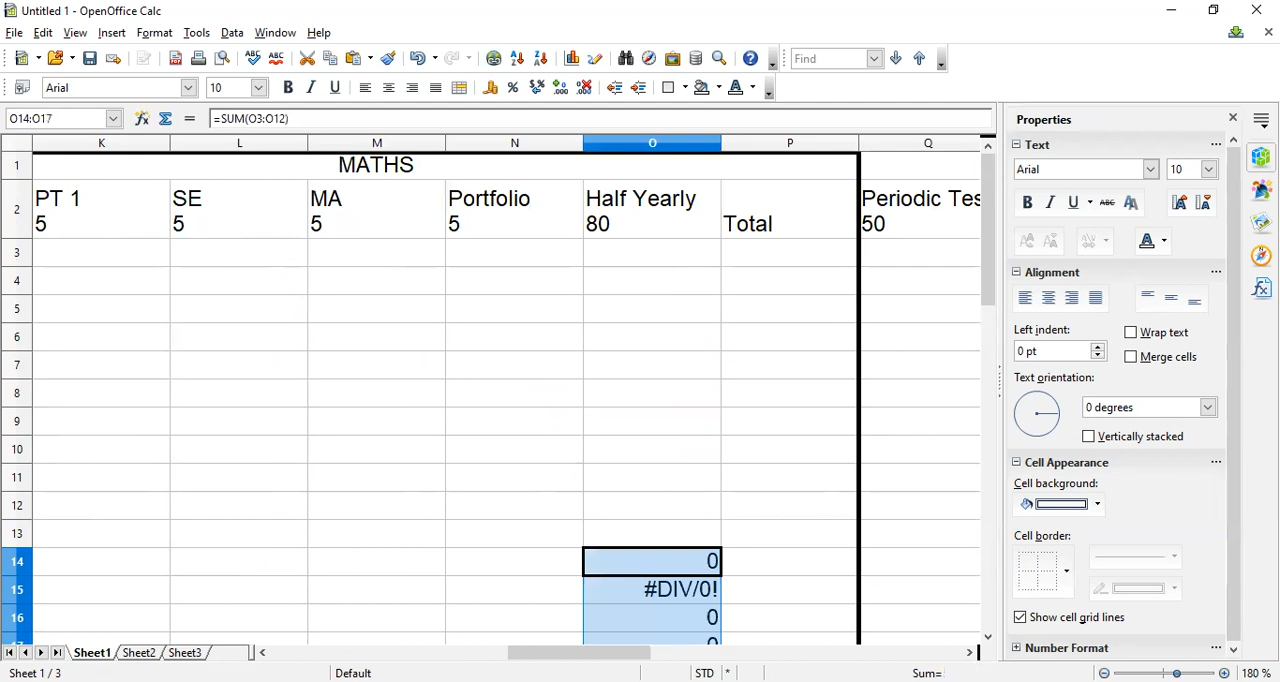 Untitled 1 - OpenOffice Calc
File Edit View Insert Format Tools Data Window Help
Find
Arial 10
O14:O17 =SUM(O3:O12)
K L M N O P Q
1 MATHS
2 PT 1 SE MA Portfolio Half Yearly Periodic Tes
5 5 5 5 80 Total 50
3
4
5
6
7
8
9
10
11
12
13
14 0
15 #DIV/0!
16 0
Sheet1 Sheet2 Sheet3
Sheet 1 / 3 Default STD * Sum= 180 %
Properties
Text
Arial 10
Alignment
Left indent: Wrap text
0 pt Merge cells
Text orientation:
0 degrees
Vertically stacked
Cell Appearance
Cell background:
Cell border:
Show cell grid lines
Number Format